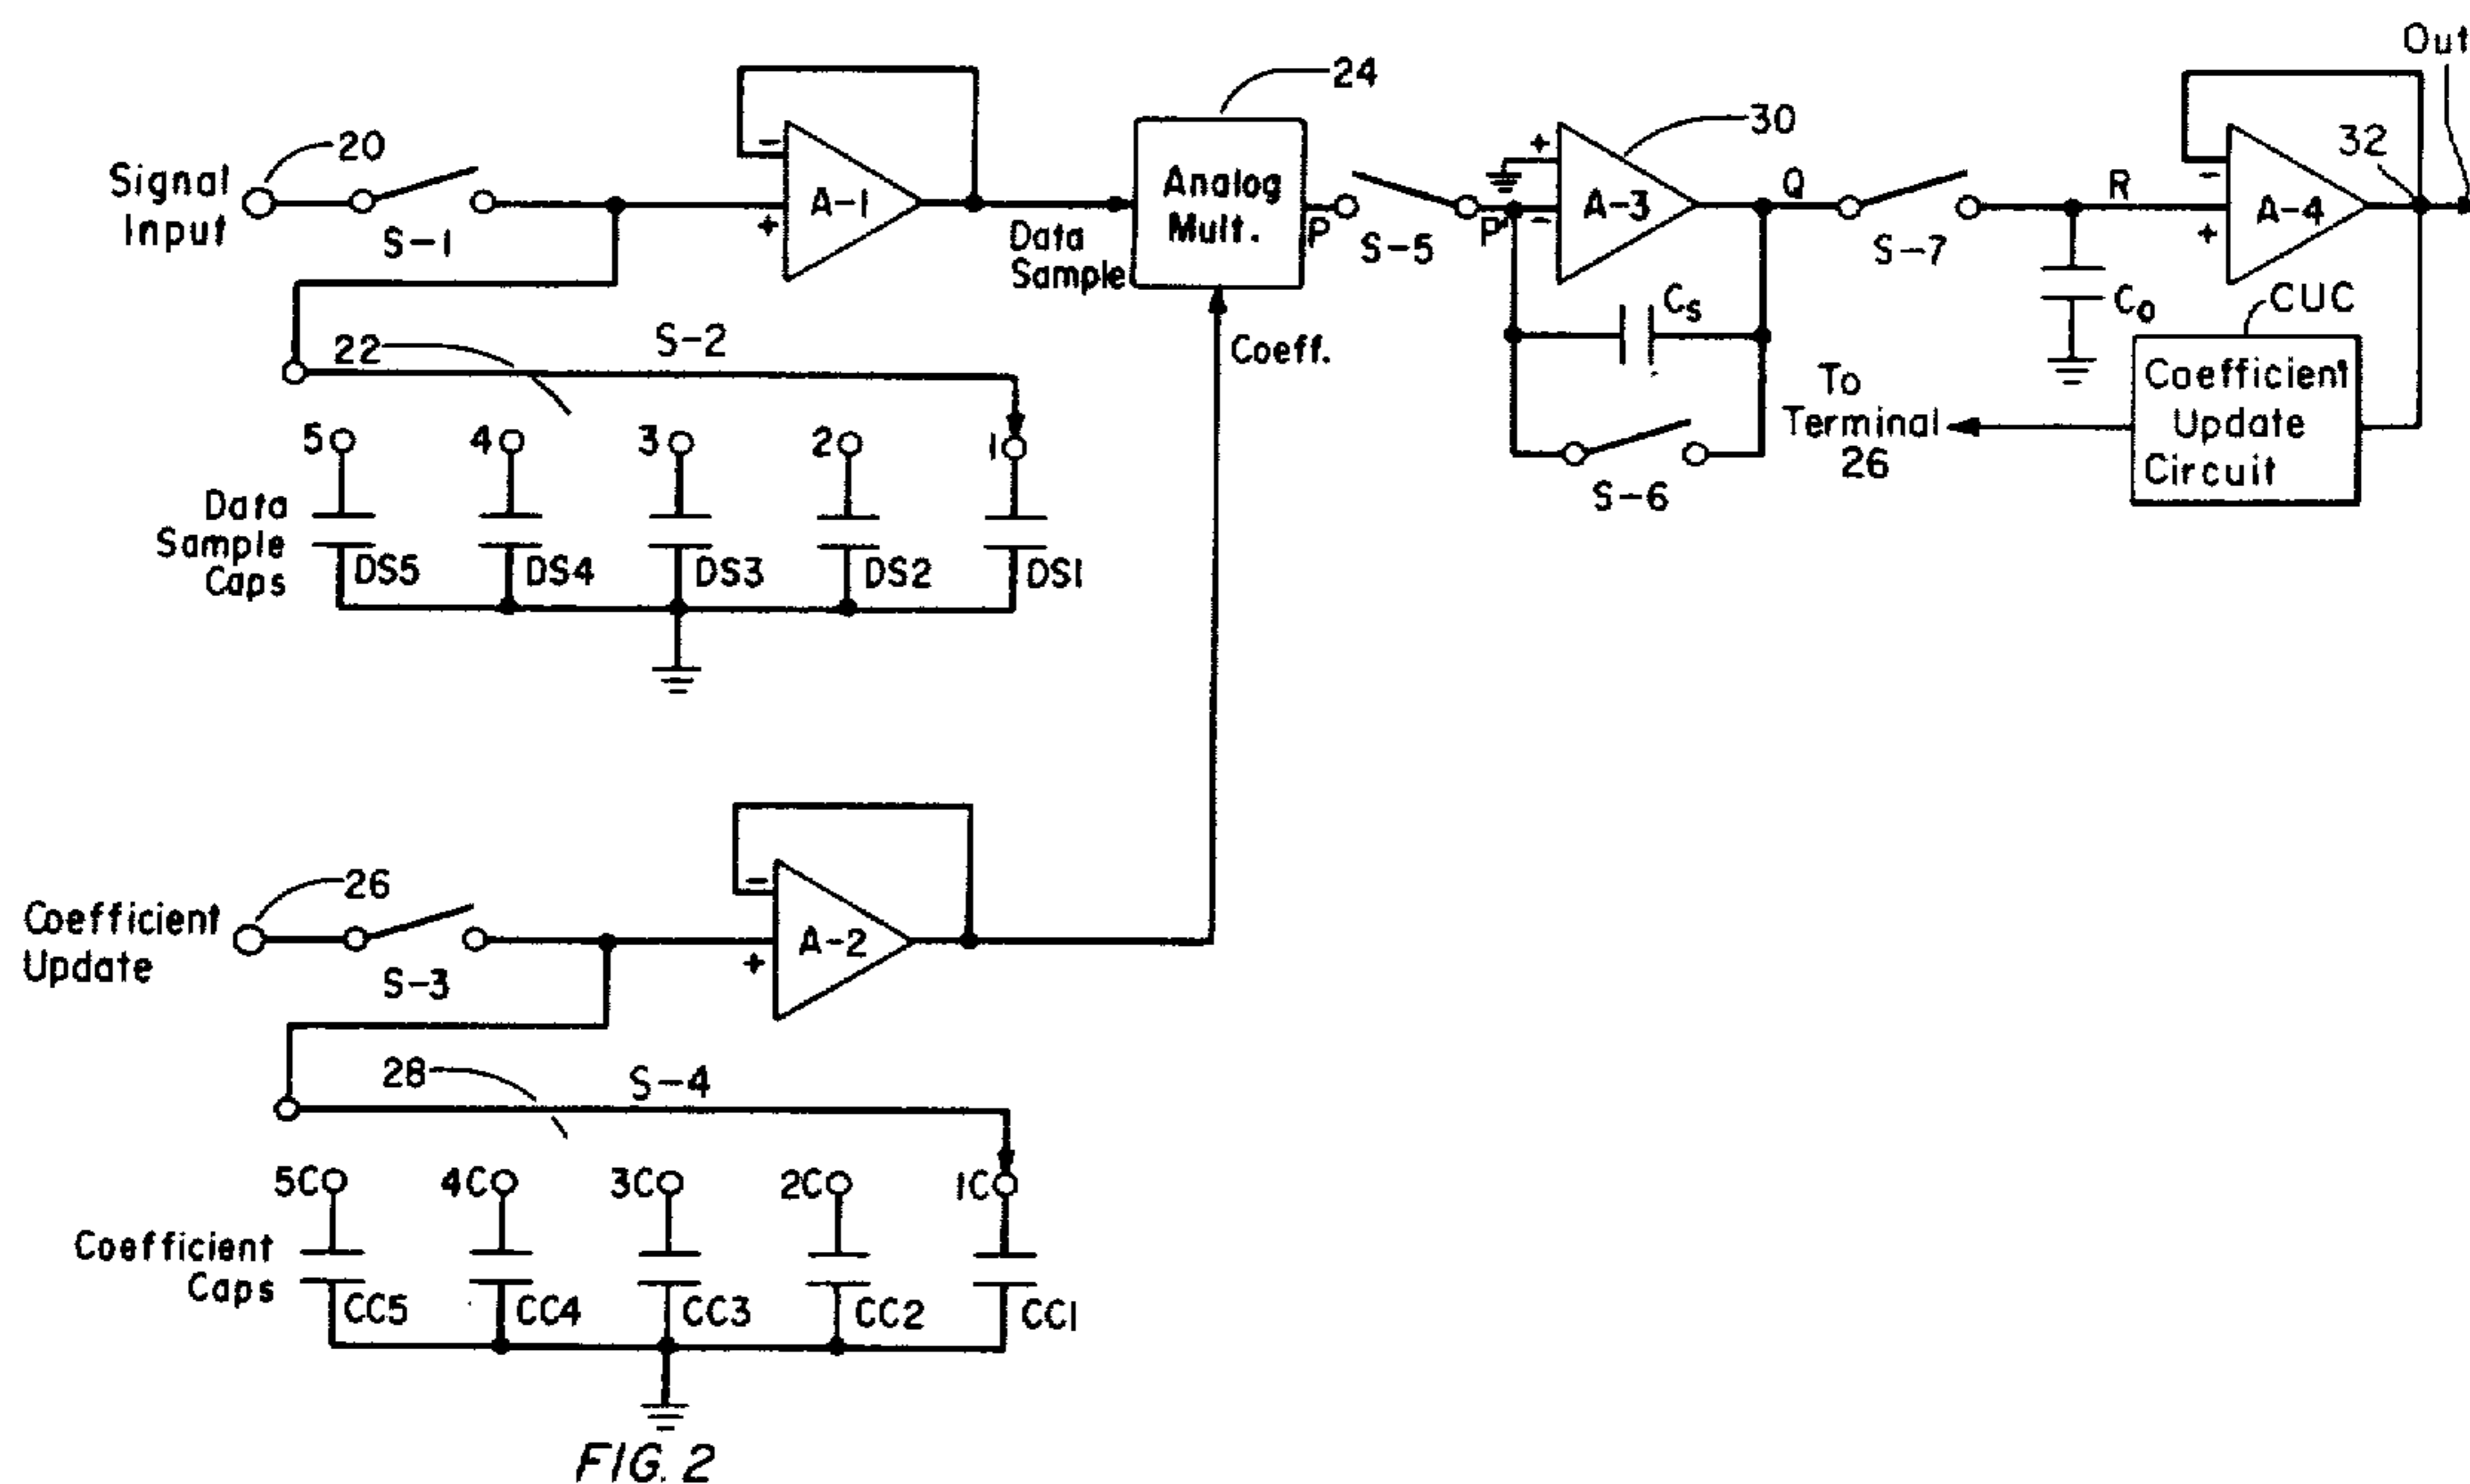 Out
24
20
30
32
Signal
Input
S-1
-
+
A-1
Data
Sample
Analog
Mult.
P
S-5
P'
+
-
A-3
Q
S-7
R
-
+
A-4
Co
CUC
Coefficient
Update
Circuit
To
Terminal
26
Cs
S-6
Coeff.
22
S-2
5
4
3
2
1
Data
Sample
Caps
DS5
DS4
DS3
DS2
DS1
26
Coefficient
Update
S-3
-
+
A-2
28
S-4
5C
4C
3C
2C
1C
Coefficient
Caps
CC5
CC4
CC3
CC2
CC1
FIG. 2